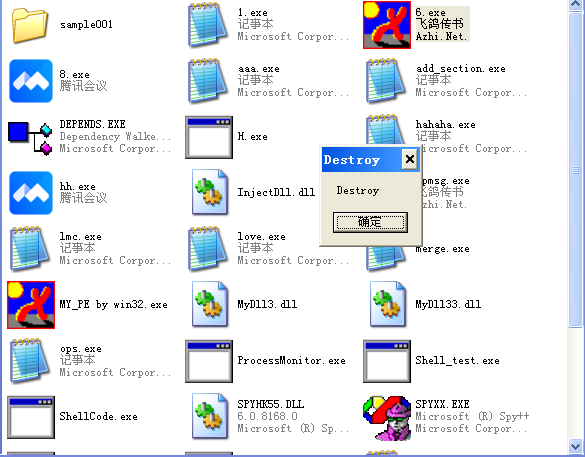 sample001
1.exe
记事本
Microsoft Corpor...
6.exe
飞鸽传书
Azhi.Net.
8.exe
腾讯会议
aaa.exe
记事本
Microsoft Corpor...
add_section.exe
记事本
Microsoft Corpor...
DEPENDS.EXE
Dependency Walke...
Microsoft Corpor...
H.exe
hahaha.exe
记事本
Microsoft Corpor...
Destroy
Destroy
确定
hh.exe
腾讯会议
InjectDll.dll
pmsg.exe
飞鸽传书
Azhi.Net.
lmc.exe
记事本
Microsoft Corpor...
love.exe
记事本
Microsoft Corpor...
merge.exe
MY_PE by win32.exe
MyDll3.dll
MyDll33.dll
ops.exe
记事本
Microsoft Corpor...
ProcessMonitor.exe
Shell_test.exe
ShellCode.exe
SPYHK55.DLL
6.0.8168.0
Microsoft (R) Sp...
SPYXX.EXE
Microsoft (R) Spy++
Microsoft Corpor...